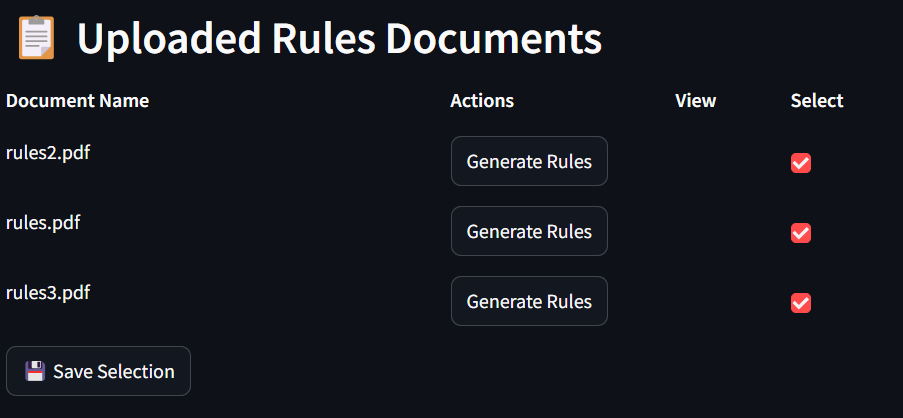 Uploaded Rules Documents
Document Name Actions View Select
rules2.pdf Generate Rules
rules.pdf Generate Rules
rules3.pdf Generate Rules
Save Selection